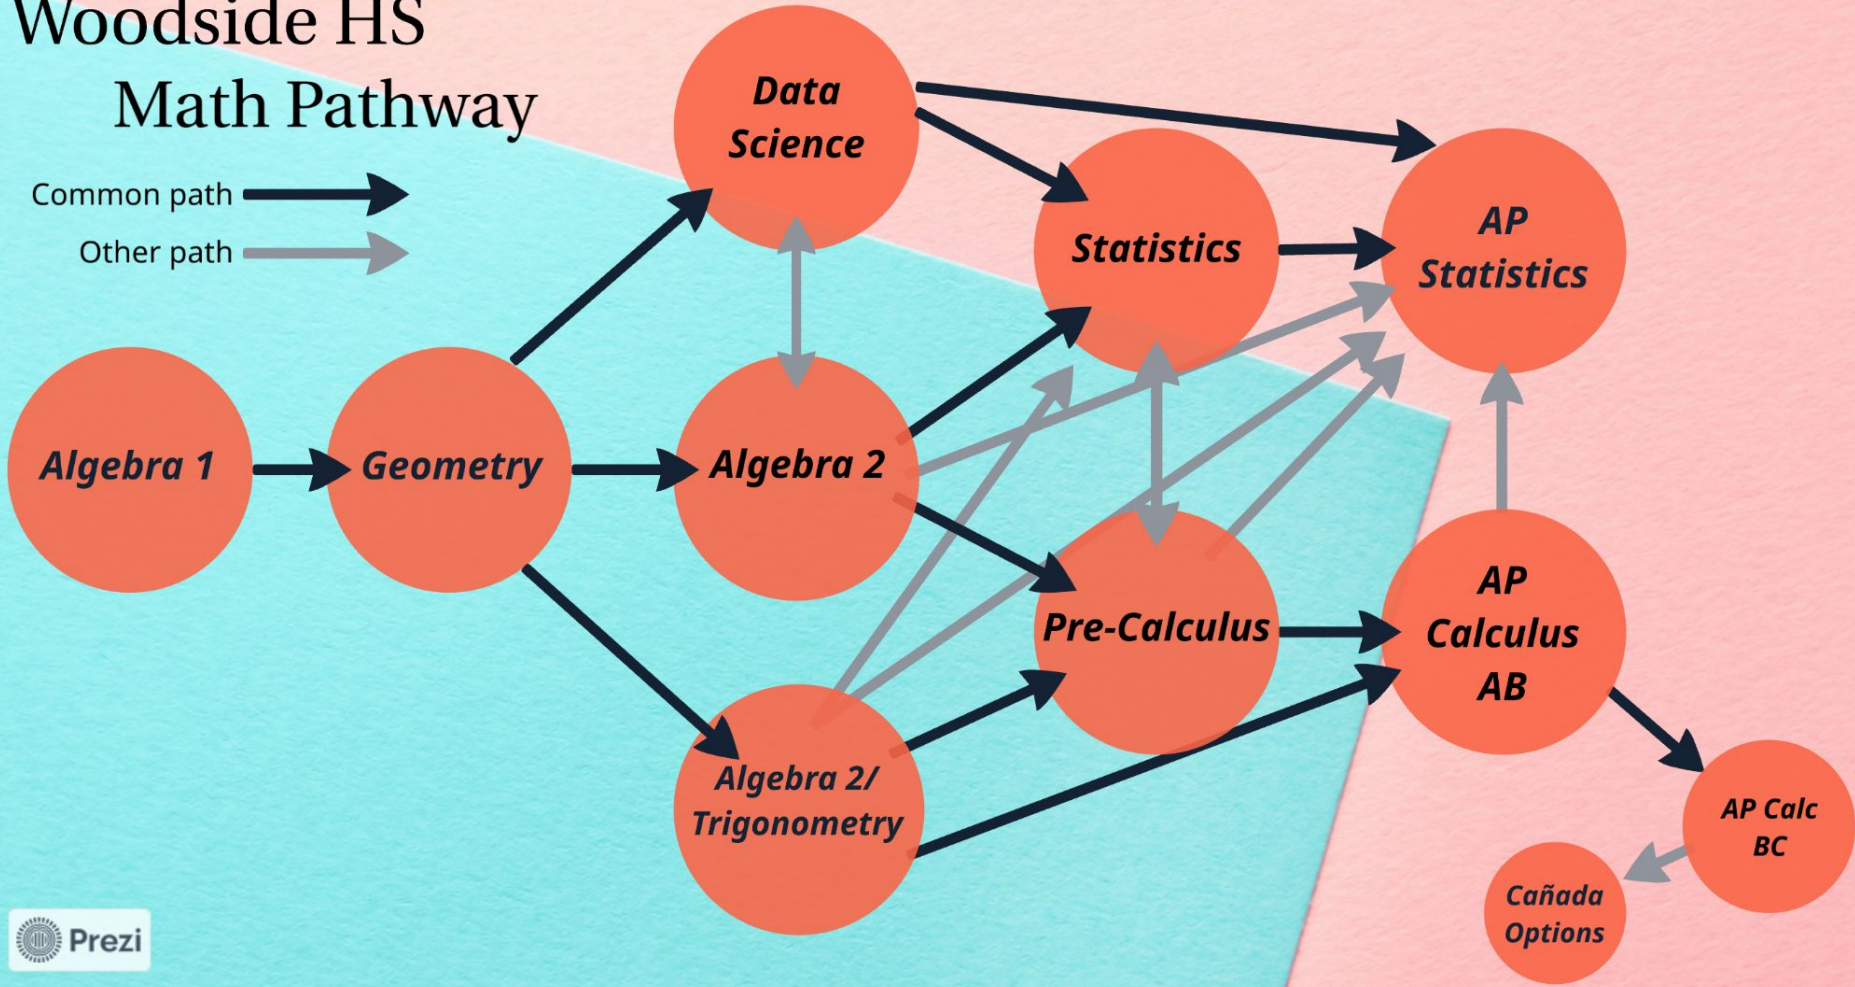 Woodside HS
Math Pathway
Common path
Other path
Data
Science
Statistics
AP
Statistics
Algebra 1
Geometry
Algebra 2
Pre-Calculus
AP
Calculus
AB
Algebra 2/
Trigonometry
AP Calc
BC
Cañada
Options
Prezi